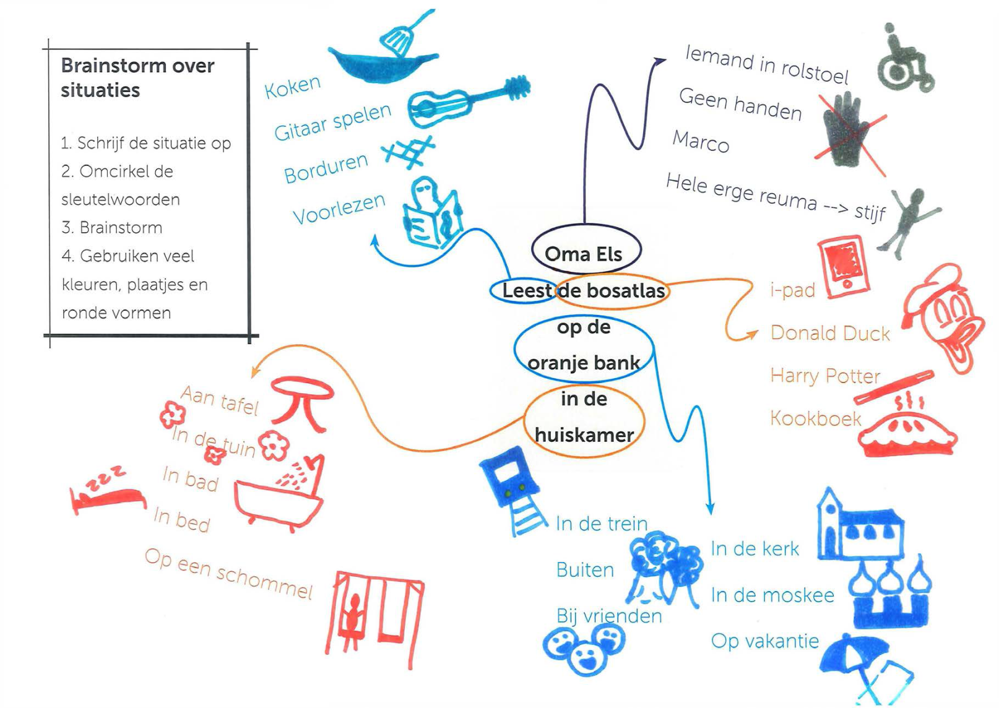 Brainstorm over
situaties
1. Schrijf de situatie op
2. Omcirkel de
sleutelwoorden
3. Brainstorm
4. Gebruiken veel
kleuren, plaatjes en
ronde vormen
Koken
Gitaar spelen
Borduren
Voorlezen
Iemand in rolstoel
Geen handen
Marco
Hele erge reuma --> stijf
Oma Els
Leest de bosatlas
op de
oranje bank
in de
huiskamer
i-pad
Donald Duck
Harry Potter
Kookboek
Aan tafel
In de tuin
In bad
zzz
In bed
Op een schommel
In de trein
Buiten
Bij vrienden
In de kerk
In de moskee
Op vakantie